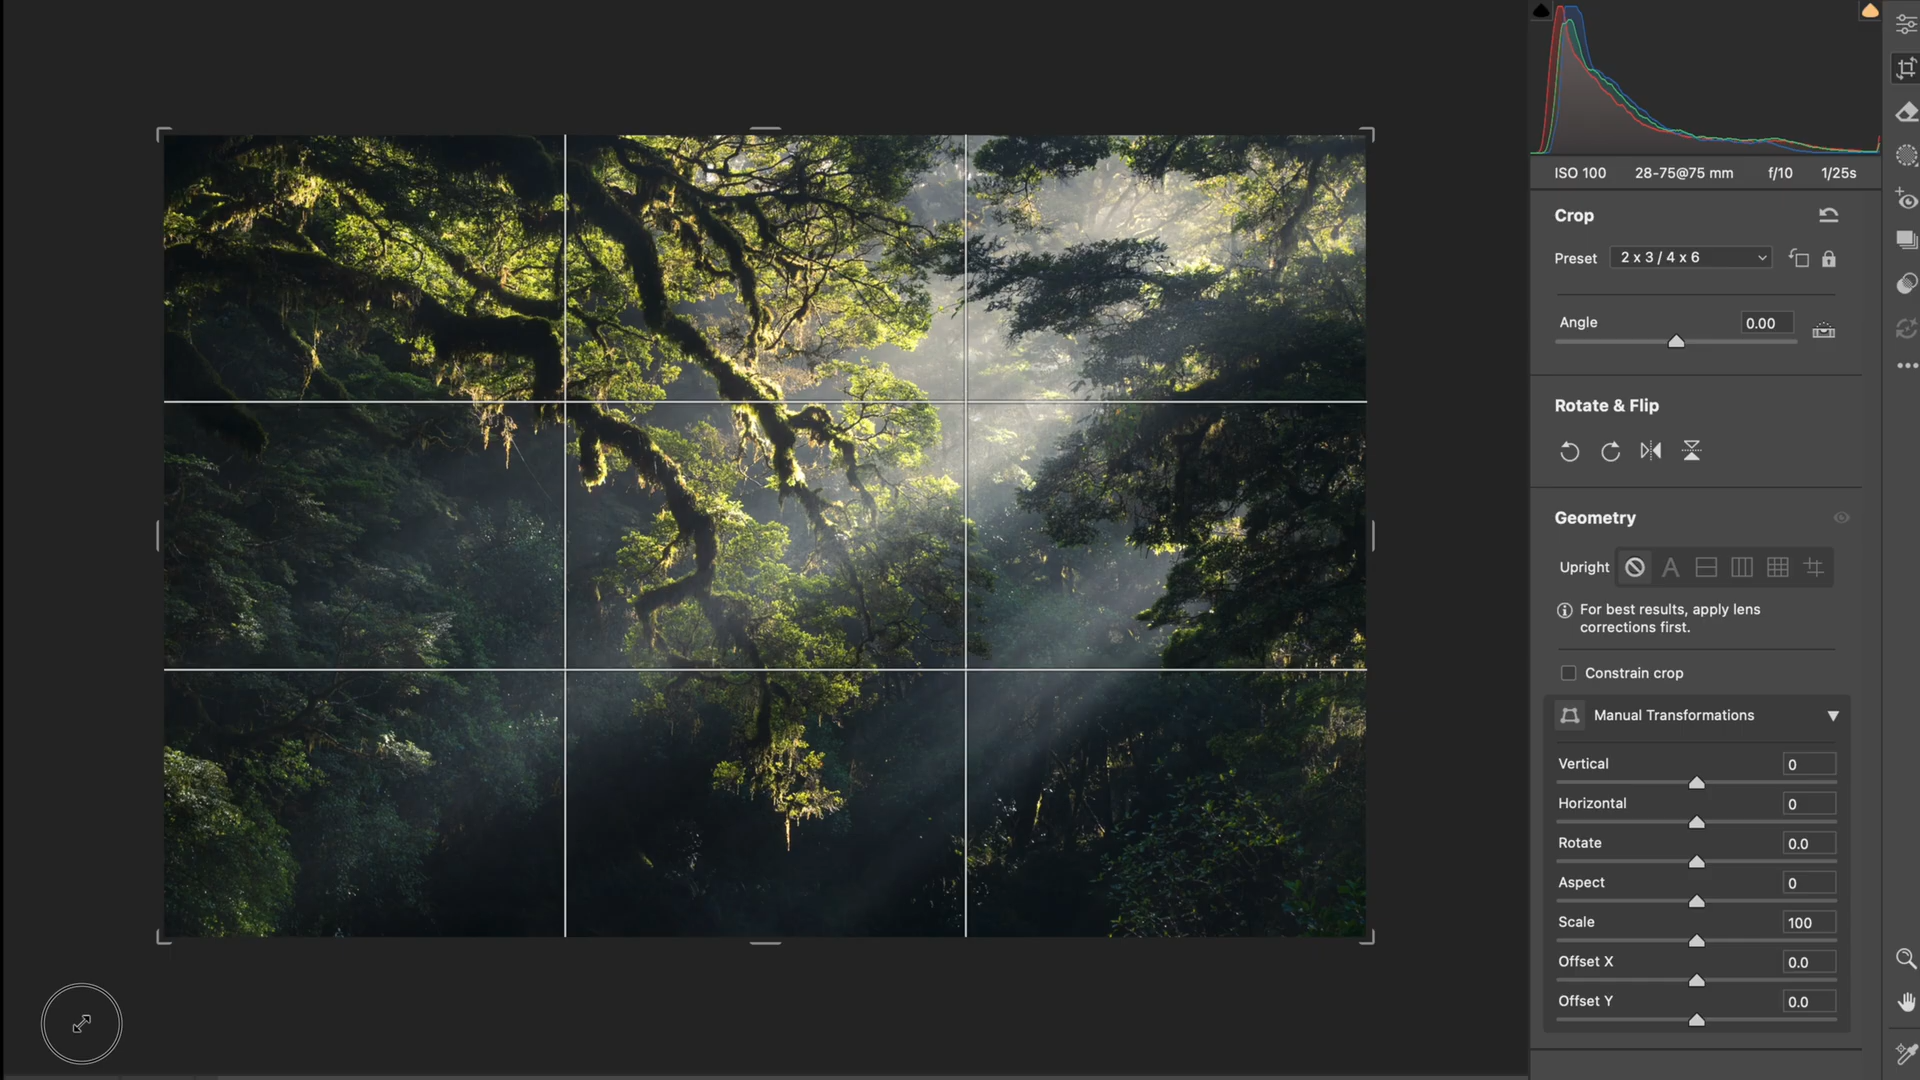 ISO 100 28-75@75 mm f/10 1/25s
Crop
Preset 2 x 3 / 4 x 6
Angle 0.00
Rotate & Flip
Geometry
Upright A
For best results, apply lens
corrections first.
Constrain crop
Manual Transformations
Vertical 0
Horizontal 0
Rotate 0.0
Aspect 0
Scale 100
Offset X 0.0
Offset Y 0.0